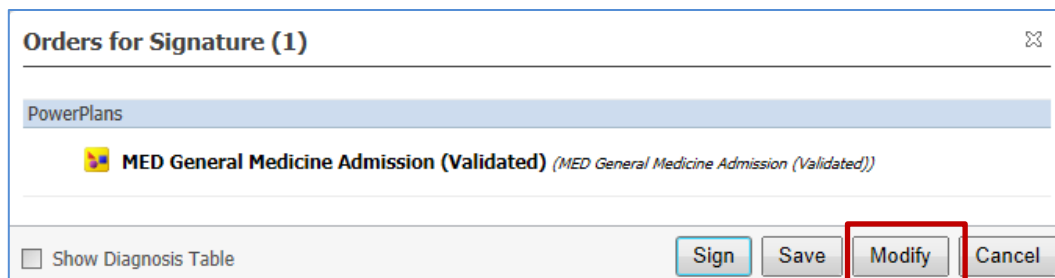 Orders for Signature (1)
PowerPlans
MED General Medicine Admission (Validated) (MED General Medicine Admission (Validated))
Show Diagnosis Table Sign Save Modify Cancel